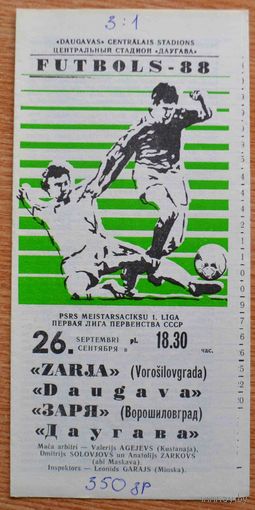 3:1
«DAUGAVAS» CENTRĀLAIS STADIONS
ЦЕНТРАЛЬНЫЙ СТАДИОН «ДАУГАВА»
FUTBOLS-88
PSRS MEISTARSACĪKŠU 1. LĪGA
ПЕРВАЯ ЛИГА ПЕРВЕНСТВА СССР
26. SEPTEMBRĪ pl. 18.30
СЕНТЯБРЯ в час.
«ZARJA» (Vorošilovgrada)
«Daugava»
«ЗАРЯ» (Ворошиловград)
«Даугава»
Mača arbitri — Valerijs AGEJEVS (Kustanaja),
Dmitrijs SOLOVJOVS un Anatolijs ŽARKOVS
(abi Maskava).
Inspektors — Leonīds GARAJS (Minska).
350 зр